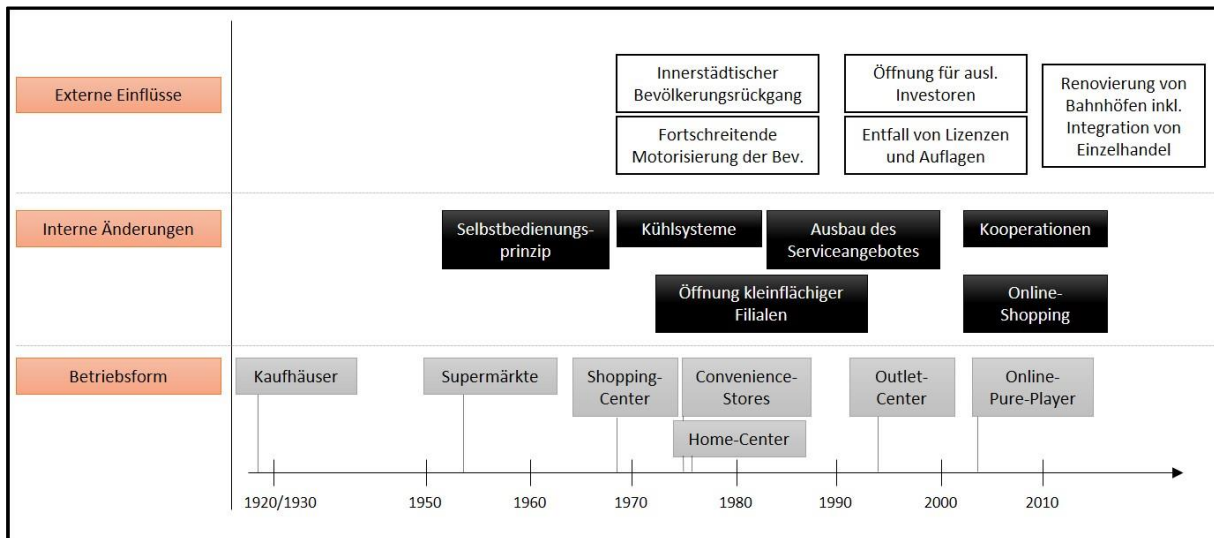 Externe Einflüsse
Innerstädtischer
Bevölkerungsrückgang
Fortschreitende
Motorisierung der Bev.
Öffnung für ausl.
Investoren
Entfall von Lizenzen
und Auflagen
Renovierung von
Bahnhöfen inkl.
Integration von
Einzelhandel
Interne Änderungen
Selbstbedienungs-
prinzip
Kühlsysteme
Ausbau des
Serviceangebotes
Kooperationen
Öffnung kleinflächiger
Filialen
Online-
Shopping
Betriebsform
Kaufhäuser
Supermärkte
Shopping-
Center
Convenience-
Stores
Home-Center
Outlet-
Center
Online-
Pure-Player
1920/1930
1950
1960
1970
1980
1990
2000
2010